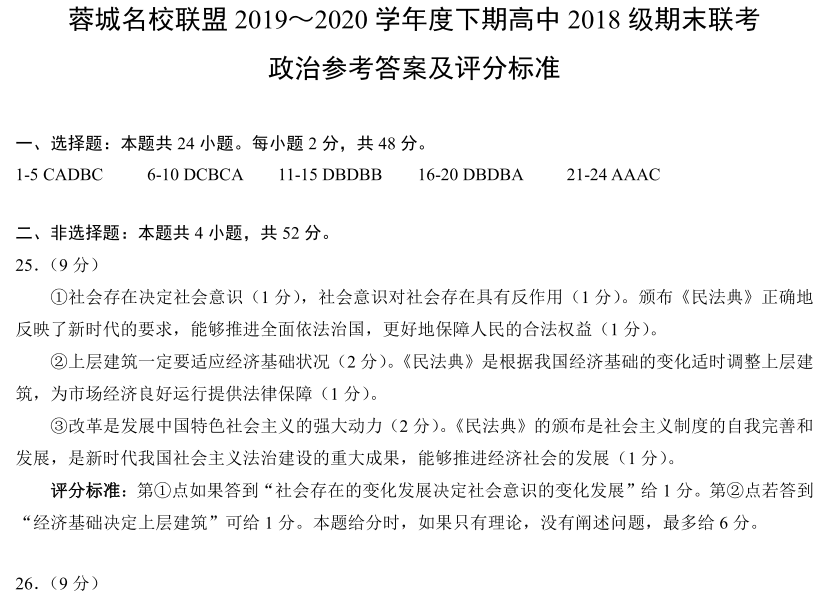 蓉城名校联盟 2019～2020 学年度下期高中 2018 级期末联考
政治参考答案及评分标准
一、选择题：本题共 24 小题。每小题 2 分，共 48 分。
1-5 CADBC 6-10 DCBCA 11-15 DBDBB 16-20 DBDBA 21-24 AAAC
二、非选择题：本题共 4 小题，共 52 分。
25．（9 分）
①社会存在决定社会意识（1 分），社会意识对社会存在具有反作用（1 分）。颁布《民法典》正确地
反映了新时代的要求，能够推进全面依法治国，更好地保障人民的合法权益（1 分）。
②上层建筑一定要适应经济基础状况（2 分）。《民法典》是根据我国经济基础的变化适时调整上层建
筑，为市场经济良好运行提供法律保障（1 分）。
③改革是发展中国特色社会主义的强大动力（2 分）。《民法典》的颁布是社会主义制度的自我完善和
发展，是新时代我国社会主义法治建设的重大成果，能够推进经济社会的发展（1 分）。
评分标准：第①点如果答到“社会存在的变化发展决定社会意识的变化发展”给 1 分。第②点若答到
“经济基础决定上层建筑”可给 1 分。本题给分时，如果只有理论，没有阐述问题，最多给 6 分。
26．（9 分）